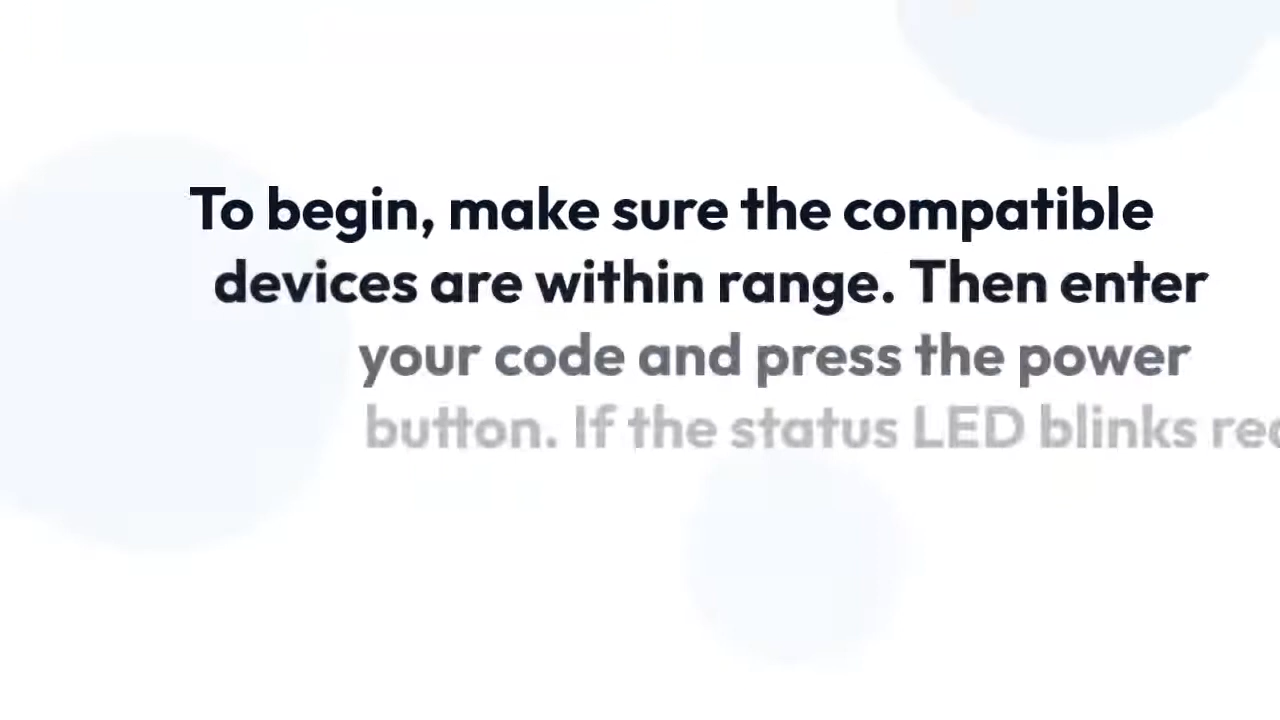 To begin, make sure the compatible
devices are within range. Then enter
your code and press the power
button. If the status LED blinks